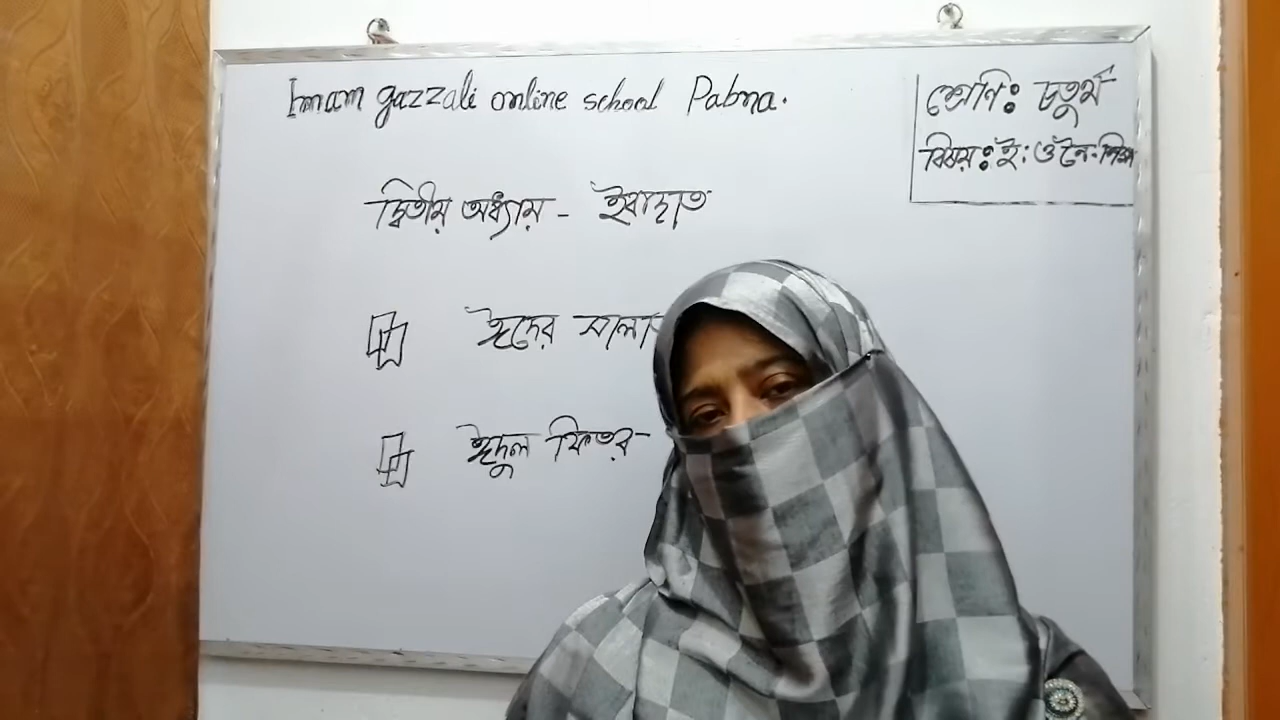 Imam gazzali online school Pabna.
শ্রেণি: চতুর্থ
বিষয়: ই: ও নৈ: শিক্ষা
দ্বিতীয় অধ্যায় - ইবাদাত
ঈদের সালা
ঈদুল ফিতর